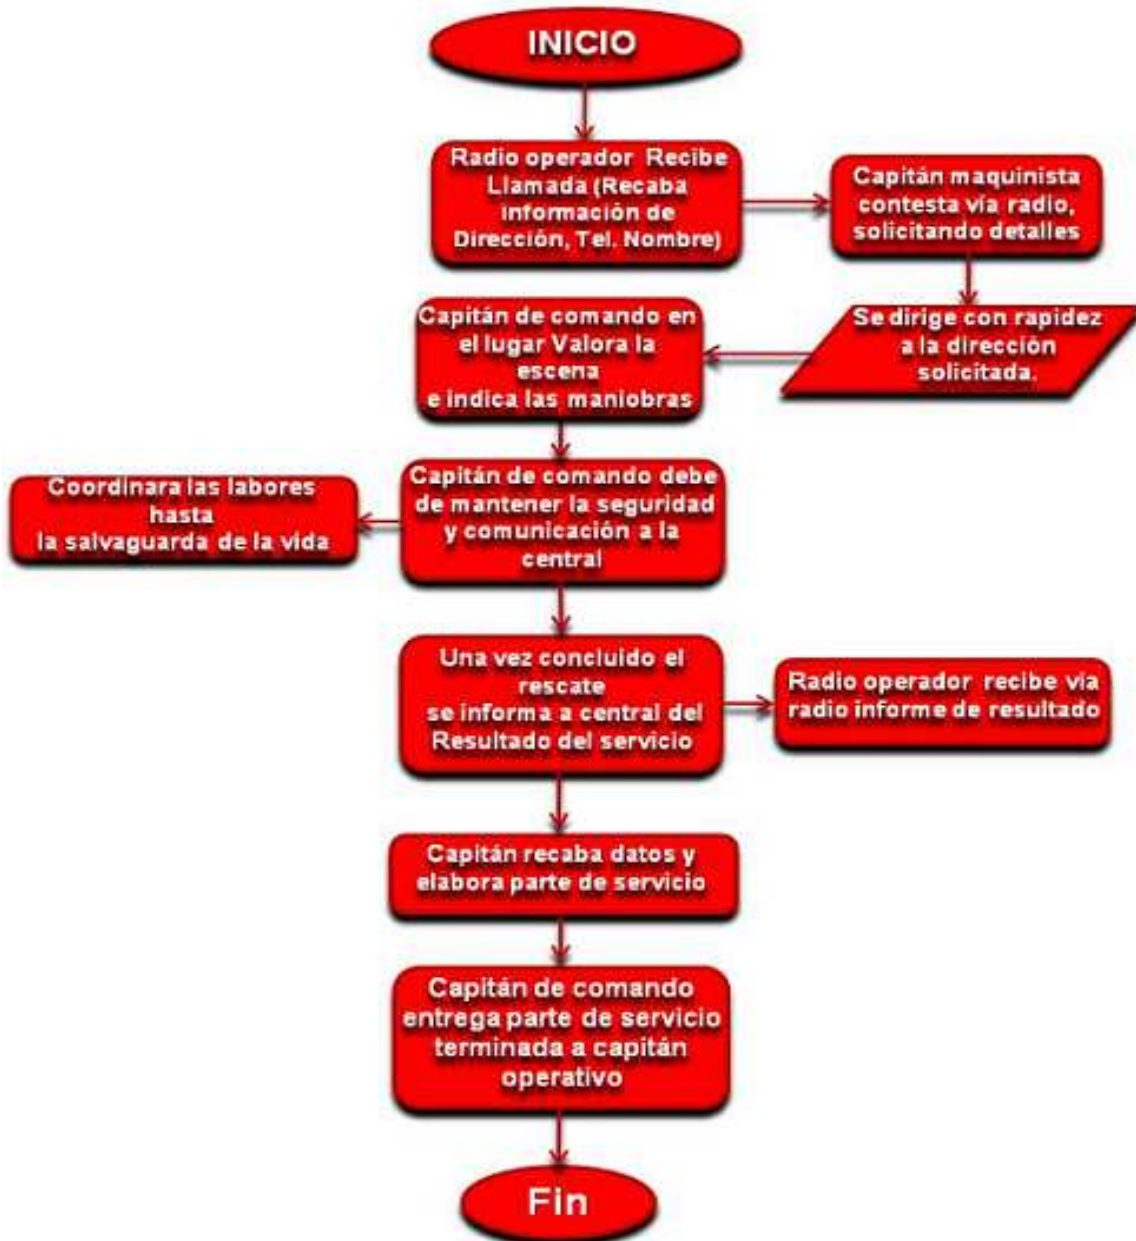 INICIO
Radio operador Recibe
Llamada (Recaba
información de
Dirección, Tel. Nombre)
Capitán maquinista
contesta vía radio,
solicitando detalles
Se dirige con rapidez
a la dirección
solicitada.
Capitán de comando en
el lugar Valora la
escena
e indica las maniobras
Capitán de comando debe
de mantener la seguridad
y comunicación a la
central
Coordinara las labores
hasta
la salvaguarda de la vida
Una vez concluido el
rescate
se informa a central del
Resultado del servicio
Radio operador recibe vía
radio informe de resultado
Capitán recaba datos y
elabora parte de servicio
Capitán de comando
entrega parte de servicio
terminada a capitán
operativo
Fin